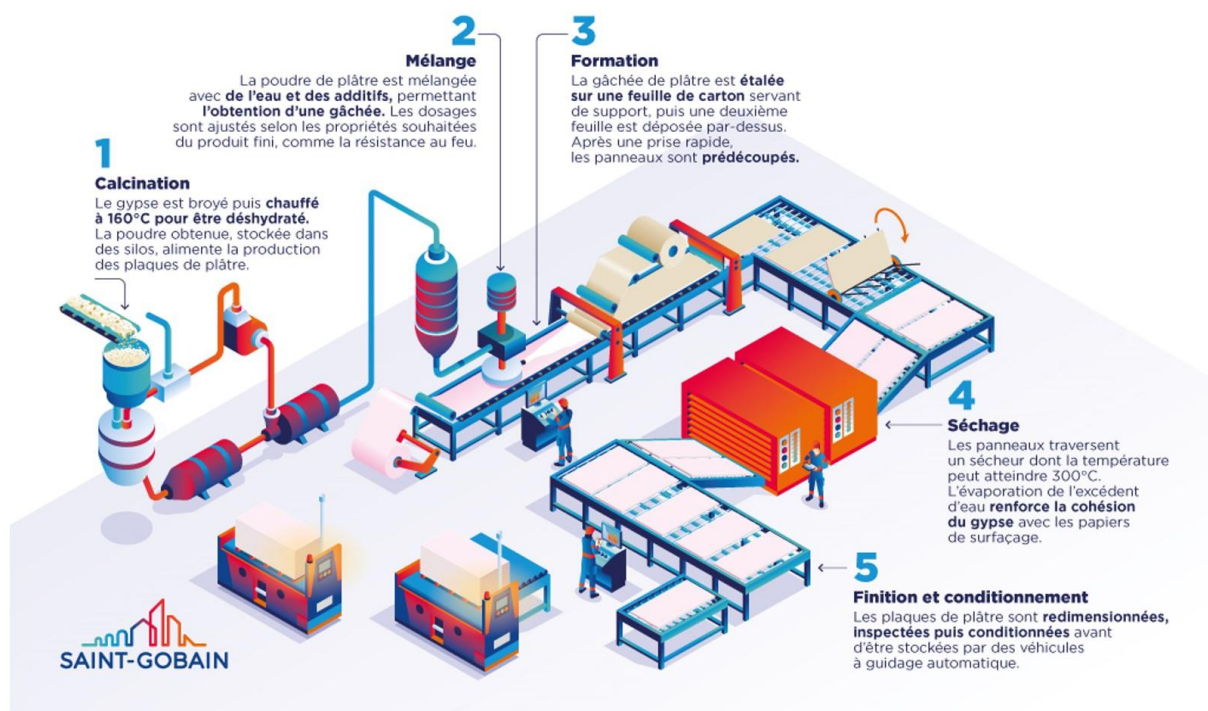 1
Calcination
Le gypse est broyé puis chauffé
à 160°C pour être déshydraté.
La poudre obtenue, stockée dans
des silos, alimente la production
des plaques de plâtre.
2
Mélange
La poudre de plâtre est mélangée
avec de l'eau et des additifs, permettant
l'obtention d'une gâchée. Les dosages
sont ajustés selon les propriétés souhaitées
du produit fini, comme la résistance au feu.
3
Formation
La gâchée de plâtre est étalée
sur une feuille de carton servant
de support, puis une deuxième
feuille est déposée par-dessus.
Après une prise rapide,
les panneaux sont prédécoupés.
4
Séchage
Les panneaux traversent
un sécheur dont la température
peut atteindre 300°C.
L'évaporation de l'excédent
d'eau renforce la cohésion
du gypse avec les papiers
de surfaçage.
5
Finition et conditionnement
Les plaques de plâtre sont redimensionnées,
inspectées puis conditionnées avant
d'être stockées par des véhicules
à guidage automatique.
SAINT-GOBAIN